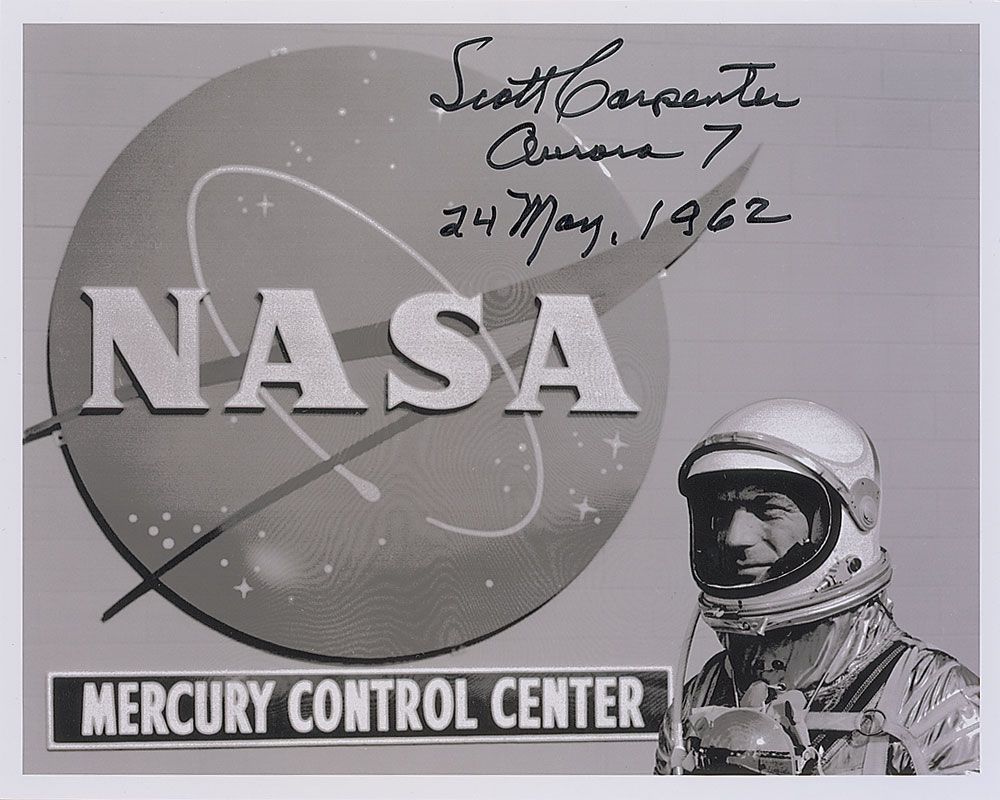 Scott Carpenter
Aurora 7
24 May, 1962
NASA
MERCURY CONTROL CENTER